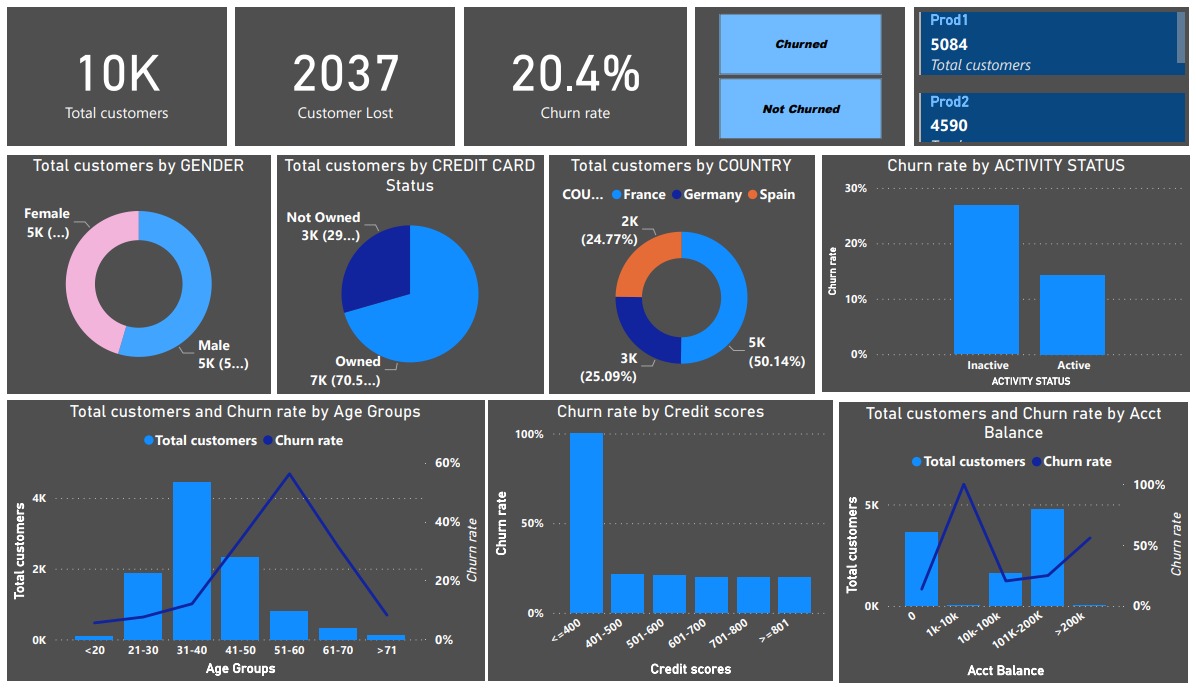 10K
Total customers
2037
Customer Lost
20.4%
Churn rate
Churned
Not Churned
Prod1
5084
Total customers
Prod2
4590
Total customers by GENDER
Female
5K (...)
Male
5K (5...)
Total customers by CREDIT CARD
Status
Not Owned
3K (29...)
Owned
7K (70.5...)
Total customers by COUNTRY
COU... France Germany Spain
2K
(24.77%)
3K
(25.09%)
5K
(50.14%)
Churn rate by ACTIVITY STATUS
Churn rate
30%
20%
10%
0%
Inactive Active
ACTIVITY STATUS
Total customers and Churn rate by Age Groups
Total customers Churn rate
Total customers
4K
2K
0K
60%
40%
20%
0%
Churn rate
<20 21-30 31-40 41-50 51-60 61-70 >71
Age Groups
Churn rate by Credit scores
Churn rate
100%
50%
0%
<=400 401-500 501-600 601-700 701-800 >=801
Credit scores
Total customers and Churn rate by Acct
Balance
Total customers Churn rate
Total customers
5K
0K
100%
50%
0%
Churn rate
0 1k-10k 10k-100k 101K-200K >200k
Acct Balance